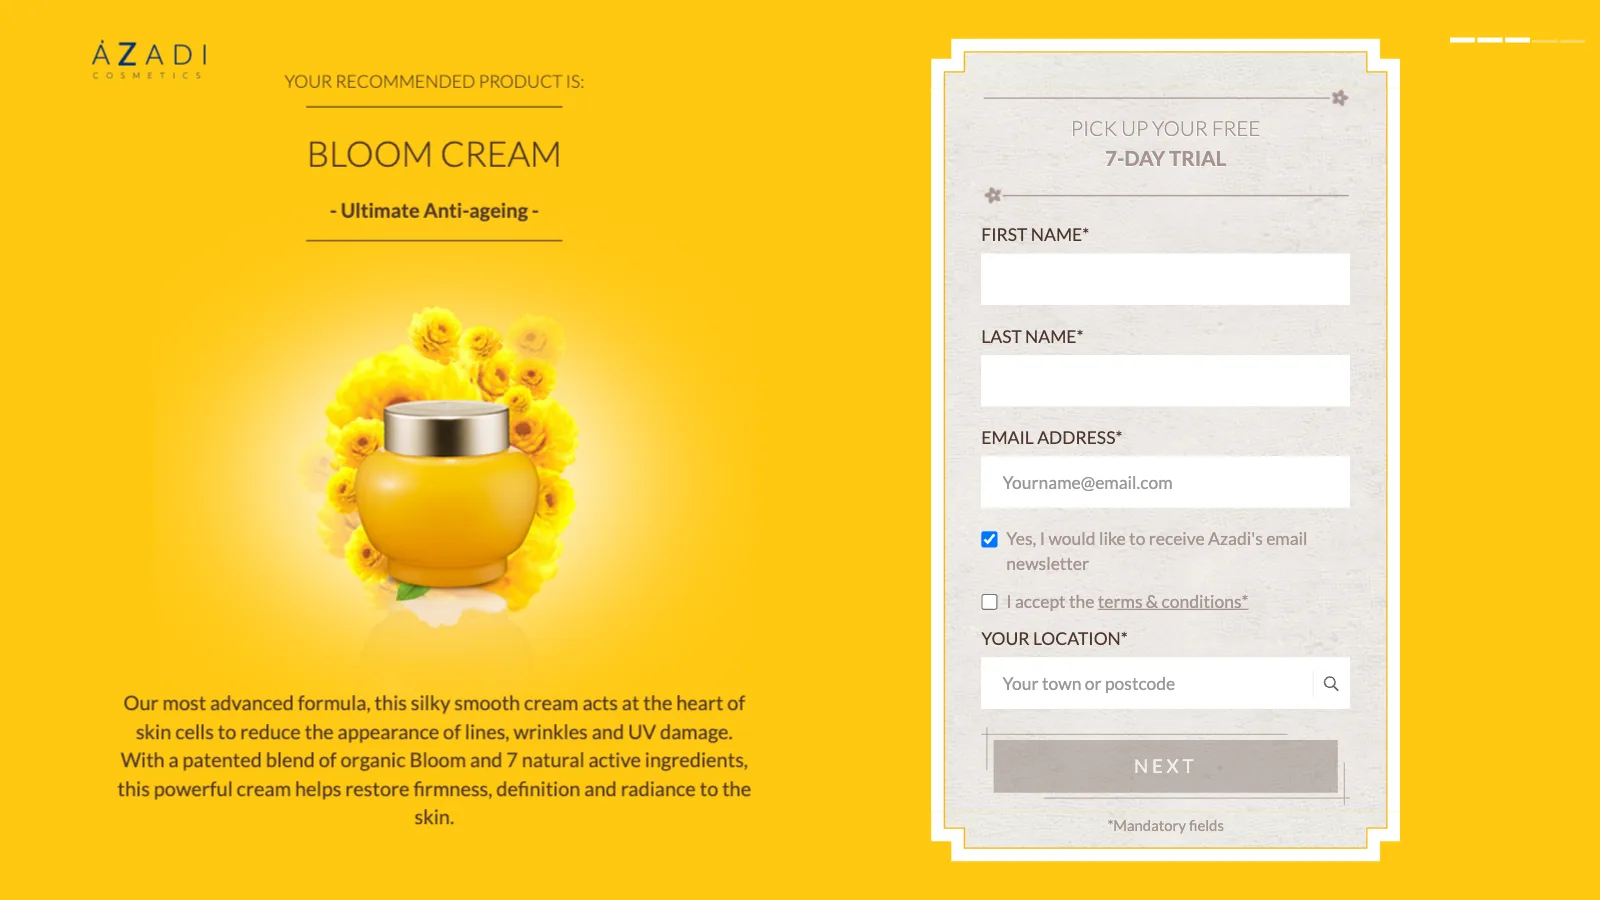 ÁZADI
COSMETICS
YOUR RECOMMENDED PRODUCT IS:
BLOOM CREAM
- Ultimate Anti-ageing -
Our most advanced formula, this silky smooth cream acts at the heart of
skin cells to reduce the appearance of lines, wrinkles and UV damage.
With a patented blend of organic Bloom and 7 natural active ingredients,
this powerful cream helps restore firmness, definition and radiance to the
skin.
PICK UP YOUR FREE
7-DAY TRIAL
FIRST NAME*
LAST NAME*
EMAIL ADDRESS*
Yourname@email.com
Yes, I would like to receive Azadi's email
newsletter
I accept the terms & conditions*
YOUR LOCATION*
Your town or postcode
NEXT
*Mandatory fields